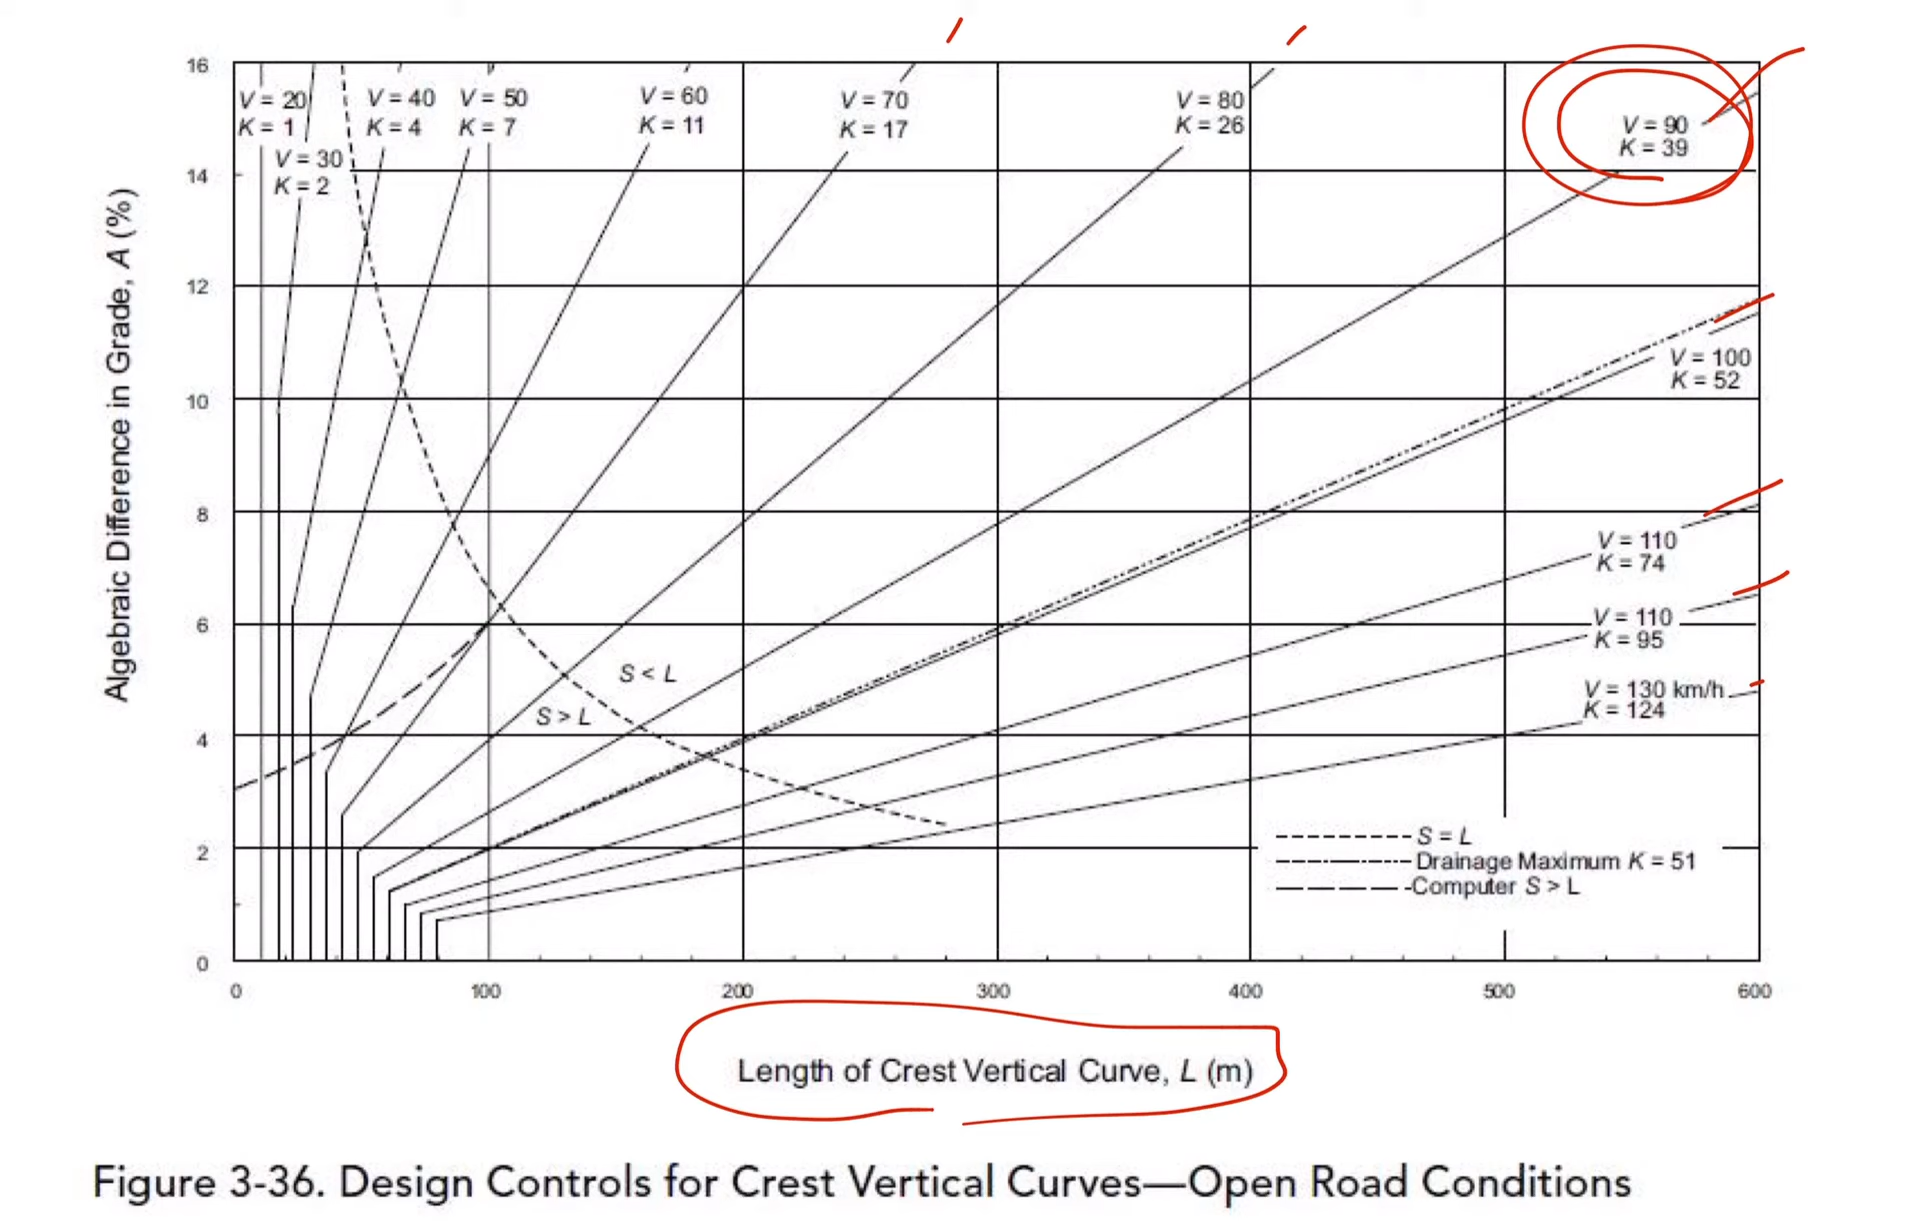 16
V = 20
K = 1
V = 30
K = 2
V = 40
K = 4
V = 50
K = 7
V = 60
K = 11
V = 70
K = 17
V = 80
K = 26
V = 90
K = 39
14
12
10
8
6
4
2
0
Algebraic Difference in Grade, A (%)
V = 100
K = 52
V = 110
K = 74
V = 110
K = 95
V = 130 km/h
K = 124
S < L
S > L
S = L
Drainage Maximum K = 51
Computer S > L
0 100 200 300 400 500 600
Length of Crest Vertical Curve, L (m)
Figure 3-36. Design Controls for Crest Vertical Curves—Open Road Conditions